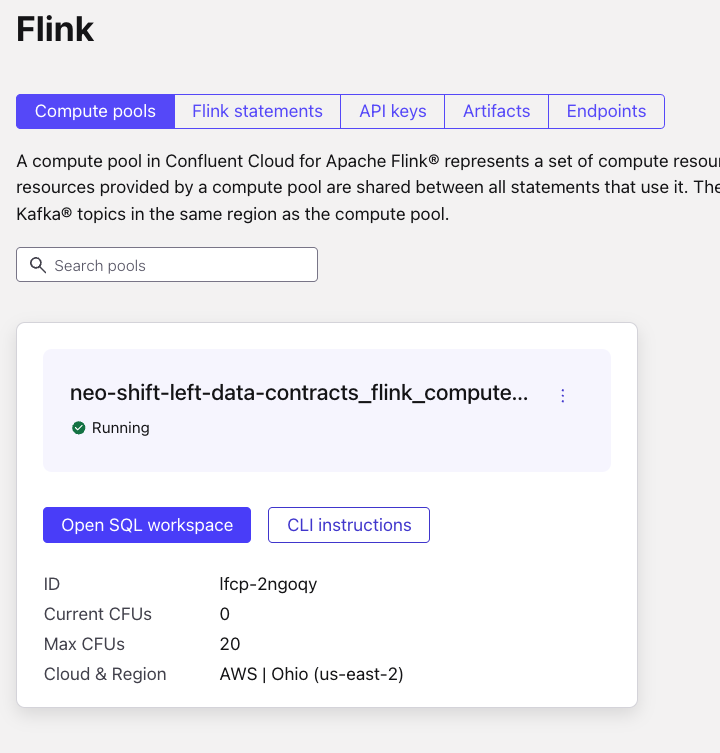 Flink
Compute pools Flink statements API keys Artifacts Endpoints
A compute pool in Confluent Cloud for Apache Flink® represents a set of compute
resources provided by a compute pool are shared between all statements that use it. The
Kafka® topics in the same region as the compute pool.
Search pools
neo-shift-left-data-contracts_flink_compute...
Running
Open SQL workspace CLI instructions
ID lfcp-2ngoqy
Current CFUs 0
Max CFUs 20
Cloud & Region AWS | Ohio (us-east-2)